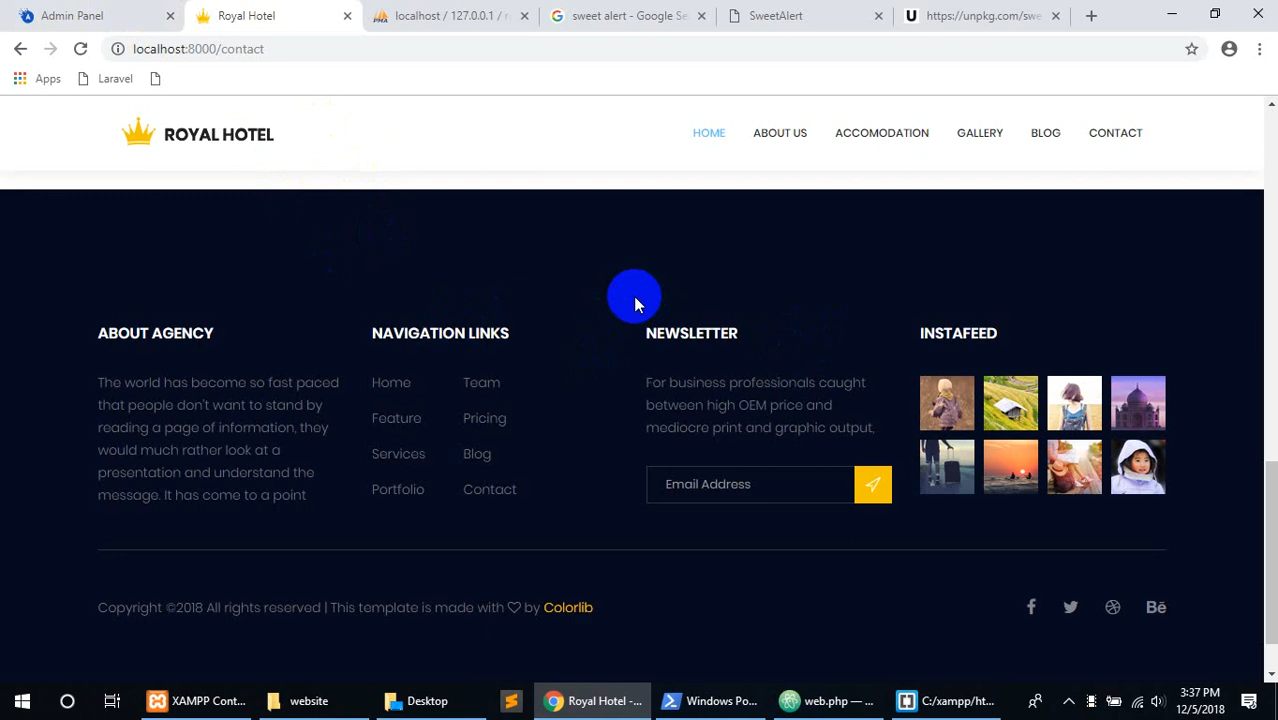 Admin Panel
Royal Hotel
localhost / 127.0.0.1 /
sweet alert - Google Se
SweetAlert
https://unpkg.com/swe
localhost:8000/contact
Apps
Laravel
ROYAL HOTEL
HOME
ABOUT US
ACCOMODATION
GALLERY
BLOG
CONTACT
ABOUT AGENCY
The world has become so fast paced
that people don't want to stand by
reading a page of information, they
would much rather look at a
presentation and understand the
message. It has come to a point
NAVIGATION LINKS
Home
Team
Feature
Pricing
Services
Blog
Portfolio
Contact
NEWSLETTER
For business professionals caught
between high OEM price and
mediocre print and graphic output,
Email Address
INSTAFEED
Copyright ©2018 All rights reserved | This template is made with ♡ by Colorlib
XAMPP Cont...
website
Desktop
Royal Hotel -...
Windows Po...
web.php — ...
C:/xampp/ht...
3:37 PM
12/5/2018